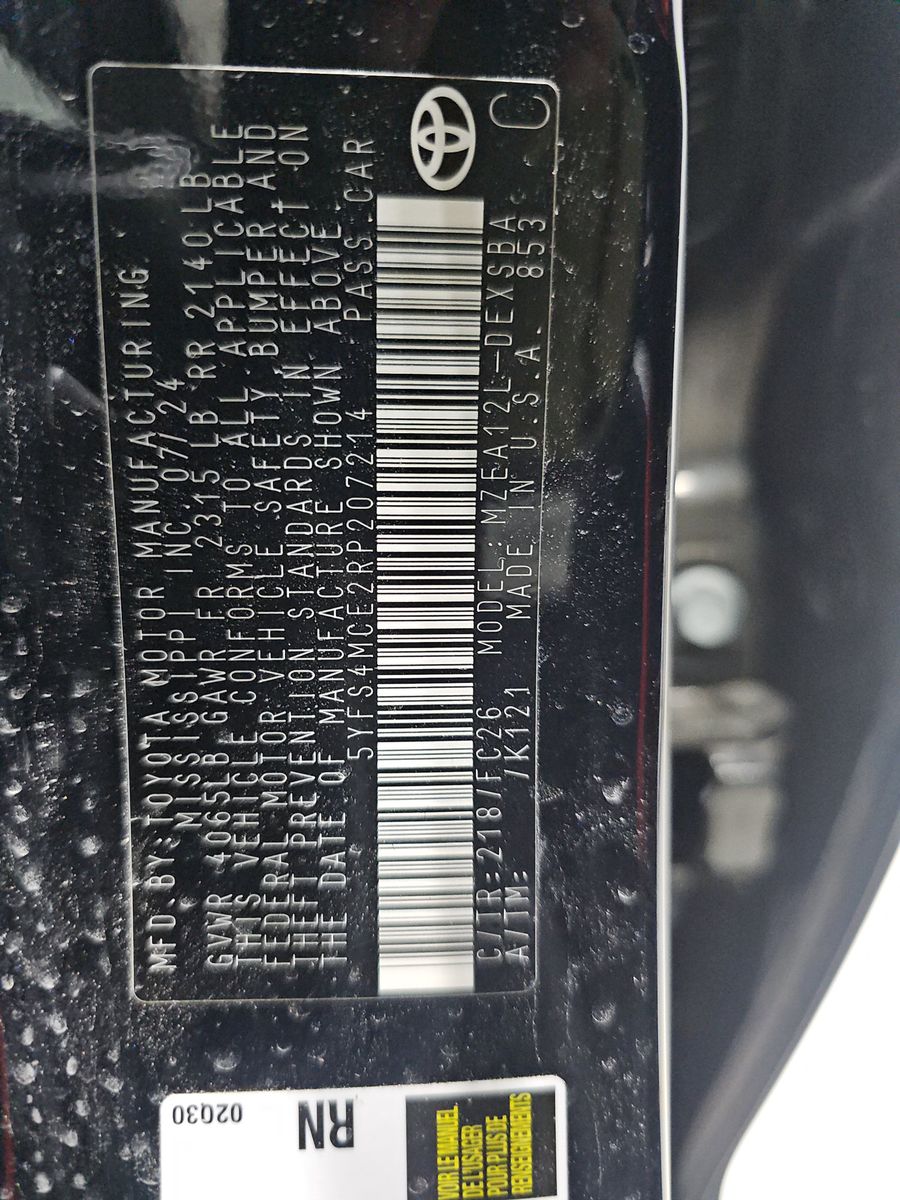 MFD.BY:TOYOTA MOTOR MANUFACTURING
MISSISSIPPI INC 07/24
GVWR 4065LB GAWR FR 2315 LB RR 2140LB
THIS VEHICLE CONFORMS TO ALL APPLICABLE
FEDERAL MOTOR VEHICLE SAFETY BUMPER AND
THEFT PREVENTION STANDARDS IN EFFECT ON
THE DATE OF MANUFACTURE SHOWN ABOVE
5YFS4MCE2RP207214 PASS.CAR
C/TR:218/FC26 MODEL:MZEA12L-DEXSBA
A/TM: /K121 MADE IN U.S.A. 853 C
02Q30
RN
VOIR LE MANUEL
DE L'USAGER
POUR PLUS DE
RENSEIGNEMENTS